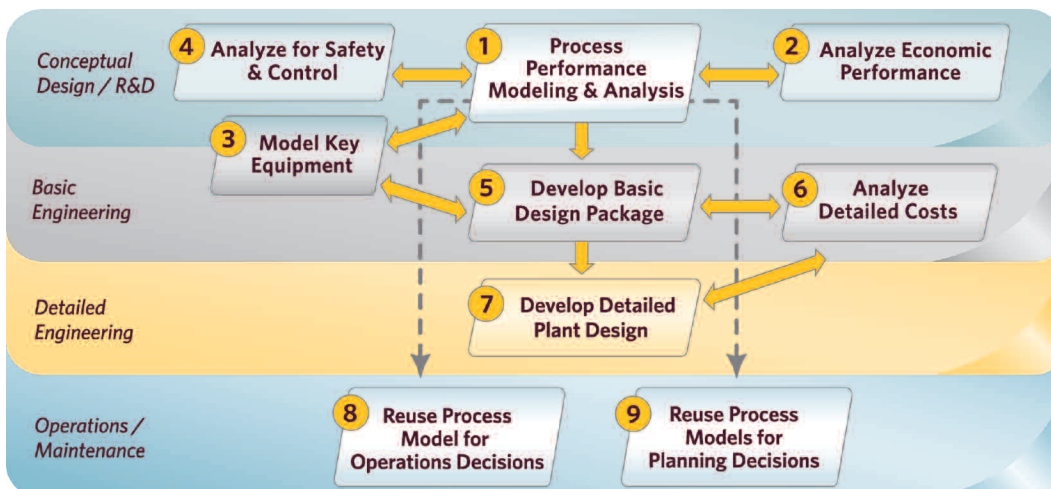 Conceptual
Design / R&D
4
Analyze for Safety
& Control
1
Process
Performance
Modeling & Analysis
2
Analyze Economic
Performance
3
Model Key
Equipment
Basic
Engineering
5
Develop Basic
Design Package
6
Analyze
Detailed Costs
Detailed
Engineering
7
Develop Detailed
Plant Design
Operations /
Maintenance
8
Reuse Process
Model for
Operations Decisions
9
Reuse Process
Models for
Planning Decisions